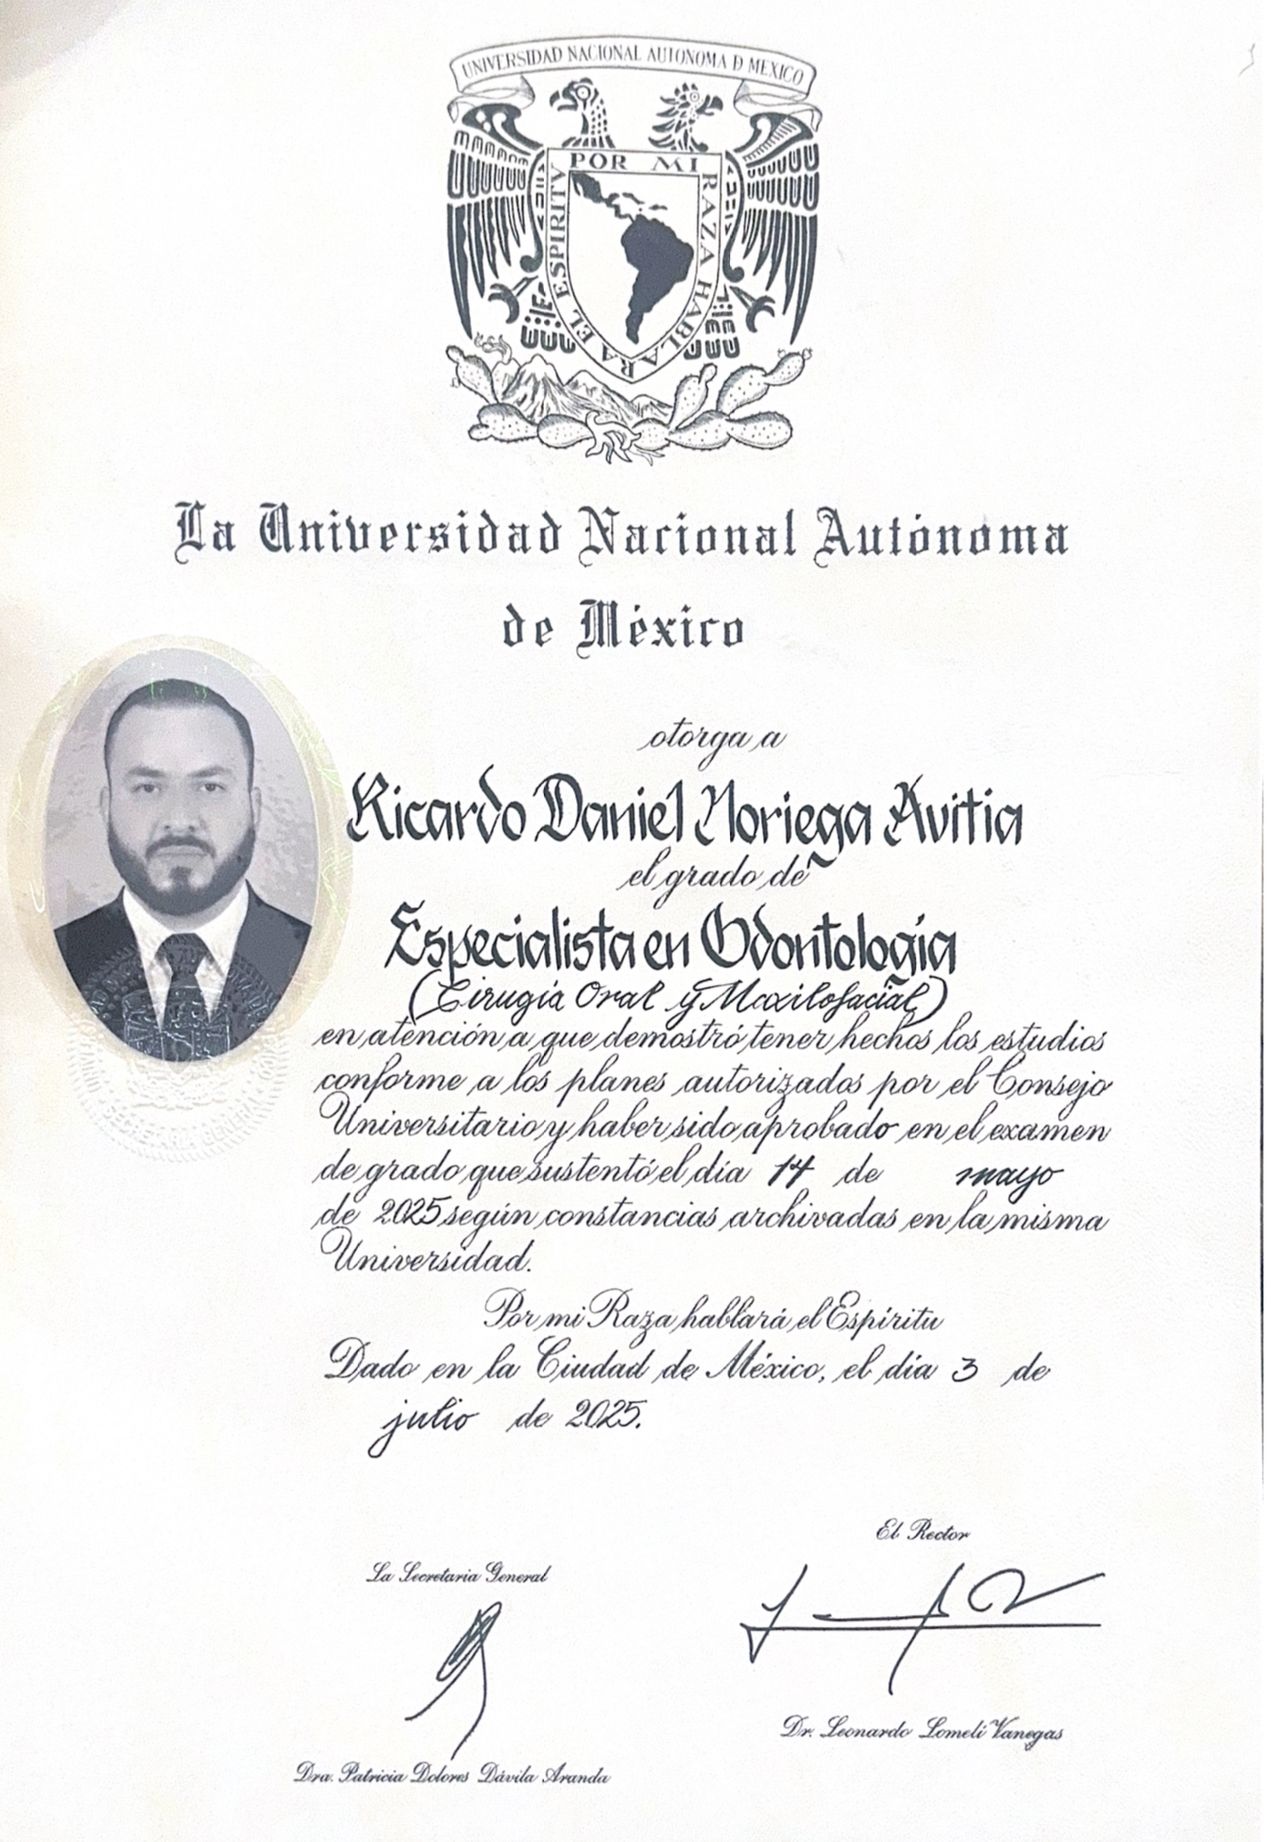 UNIVERSIDAD NACIONAL AUTONOMA D MEXICO
POR MI RAZA HABLARA EL ESPIRITV
La Universidad Nacional Autónoma
de México
otorga a
Ricardo Daniel Noriega Avitia
el grado de
Especialista en Odontología
(Cirugía Oral y Maxilofacial)
en atención a que demostró tener hechos los estudios
conforme a los planes autorizados por el Consejo
Universitario y haber sido aprobado en el examen
de grado que sustentó el día 14 de mayo
de 2025 según constancias archivadas en la misma
Universidad.
Por mi Raza hablará el Espíritu
Dado en la Ciudad de México, el día 3 de
julio de 2025.
El Rector
La Secretaria General
Dr. Leonardo Lomelí Vanegas
Dra. Patricia Dolores Dávila Aranda
SECRETARÍA GENERAL